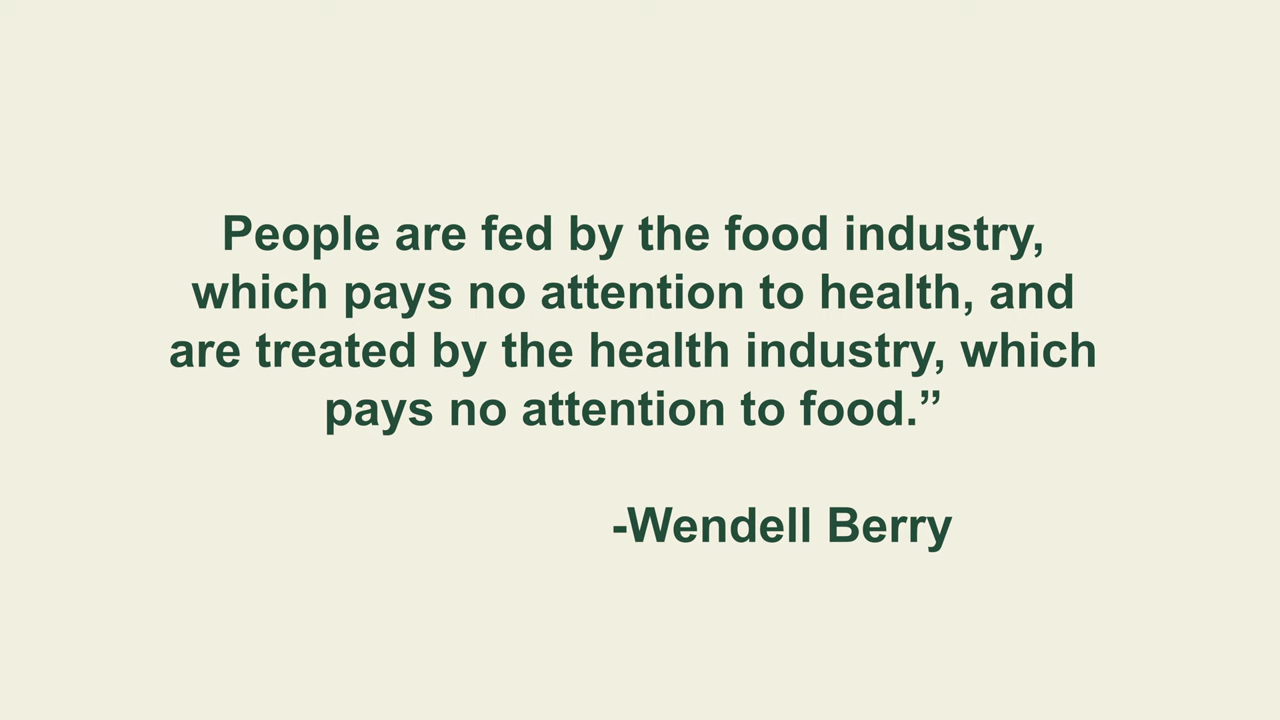 People are fed by the food industry,
which pays no attention to health, and
are treated by the health industry, which
pays no attention to food.”
-Wendell Berry